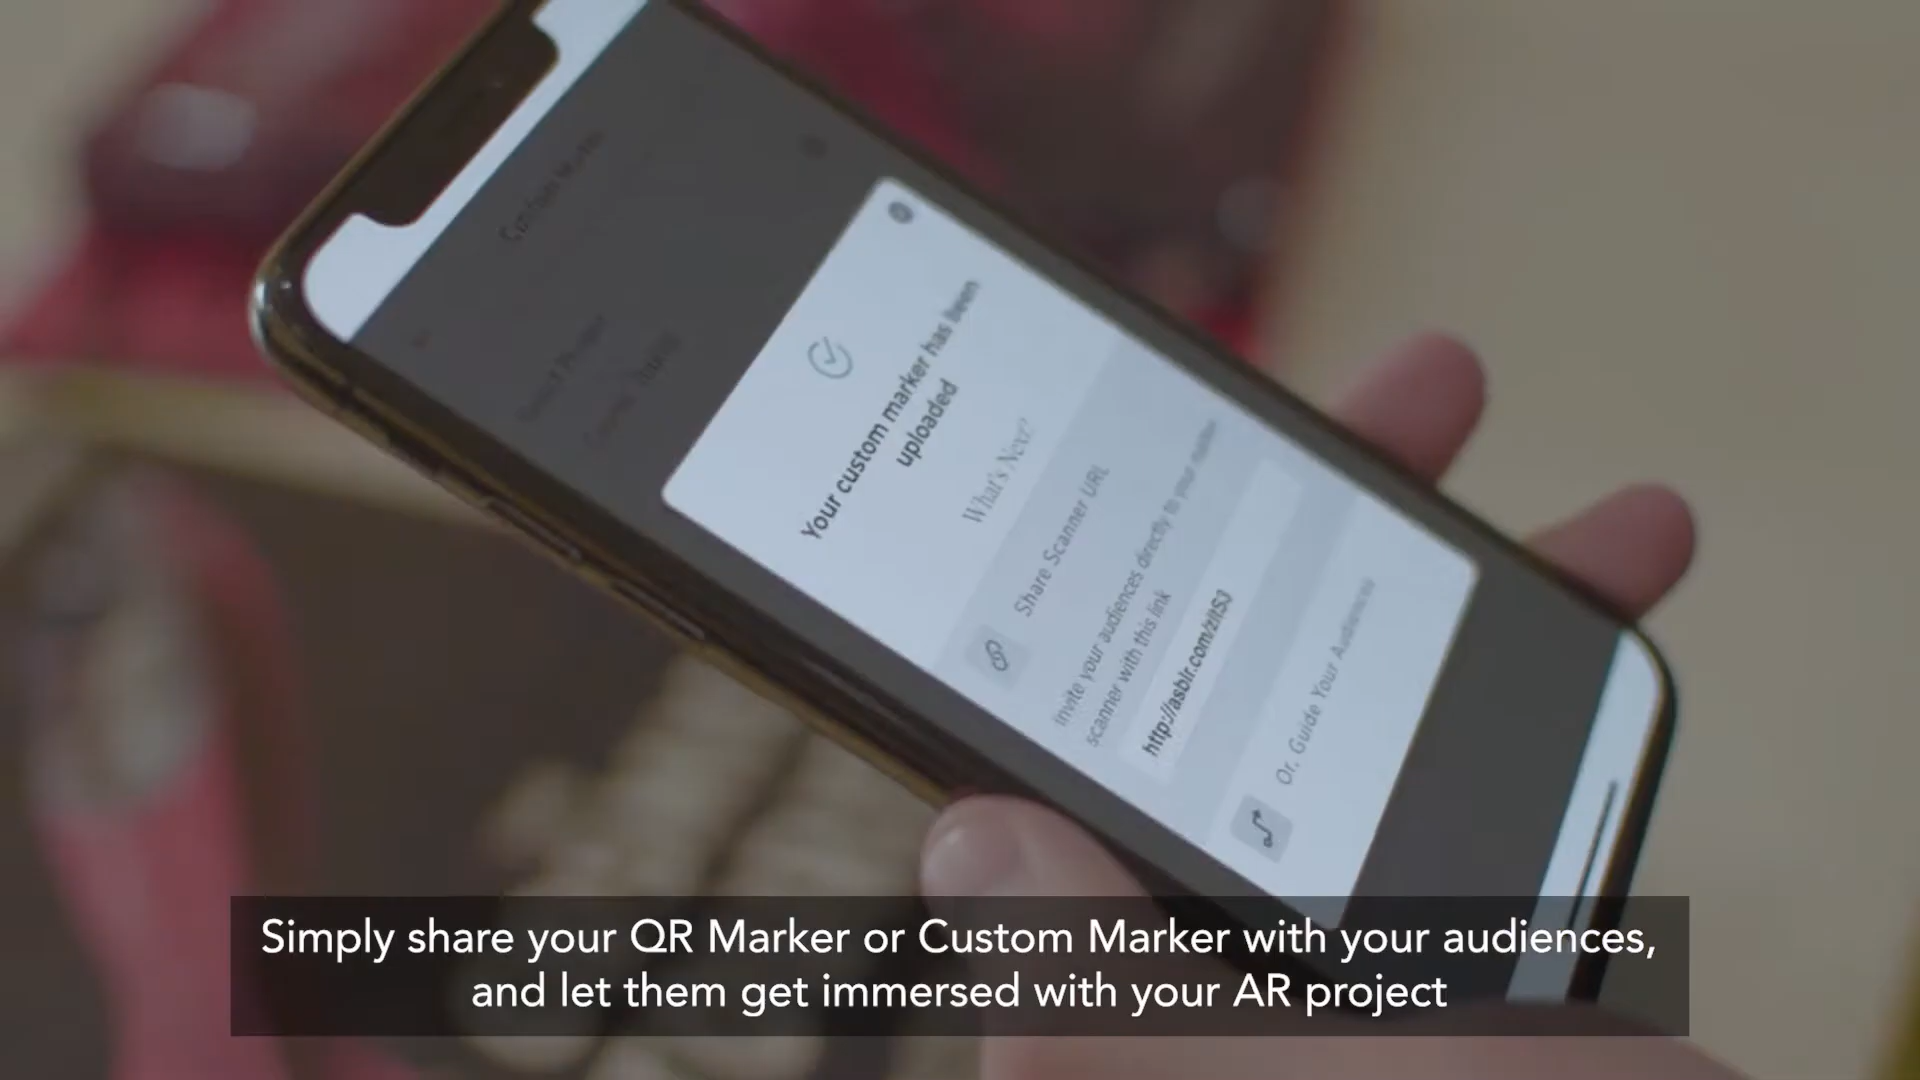 Your custom marker has been
uploaded
What's Next?
Share Scanner URL
Invite your audiences directly to your
scanner with this link
Or, Guide Your Audiences
Simply share your QR Marker or Custom Marker with your audiences,
and let them get immersed with your AR project